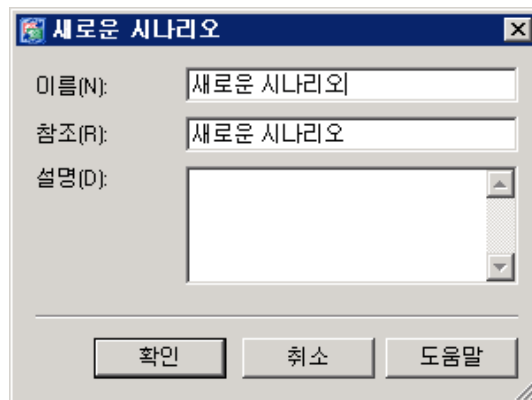 새로운 시나리오
이름(N): 새로운 시나리오
참조(R): 새로운 시나리오
설명(D):
확인 취소 도움말